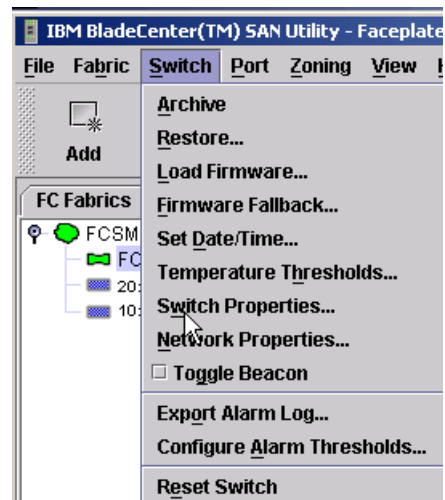 IBM BladeCenter(TM) SAN Utility - Faceplate
File Fabric Switch Port Zoning View
Add
FC Fabrics
FCSM
FC
20:
10:
Archive
Restore...
Load Firmware...
Firmware Fallback...
Set Date/Time...
Temperature Thresholds...
Switch Properties...
Network Properties...
Toggle Beacon
Export Alarm Log...
Configure Alarm Thresholds...
Reset Switch